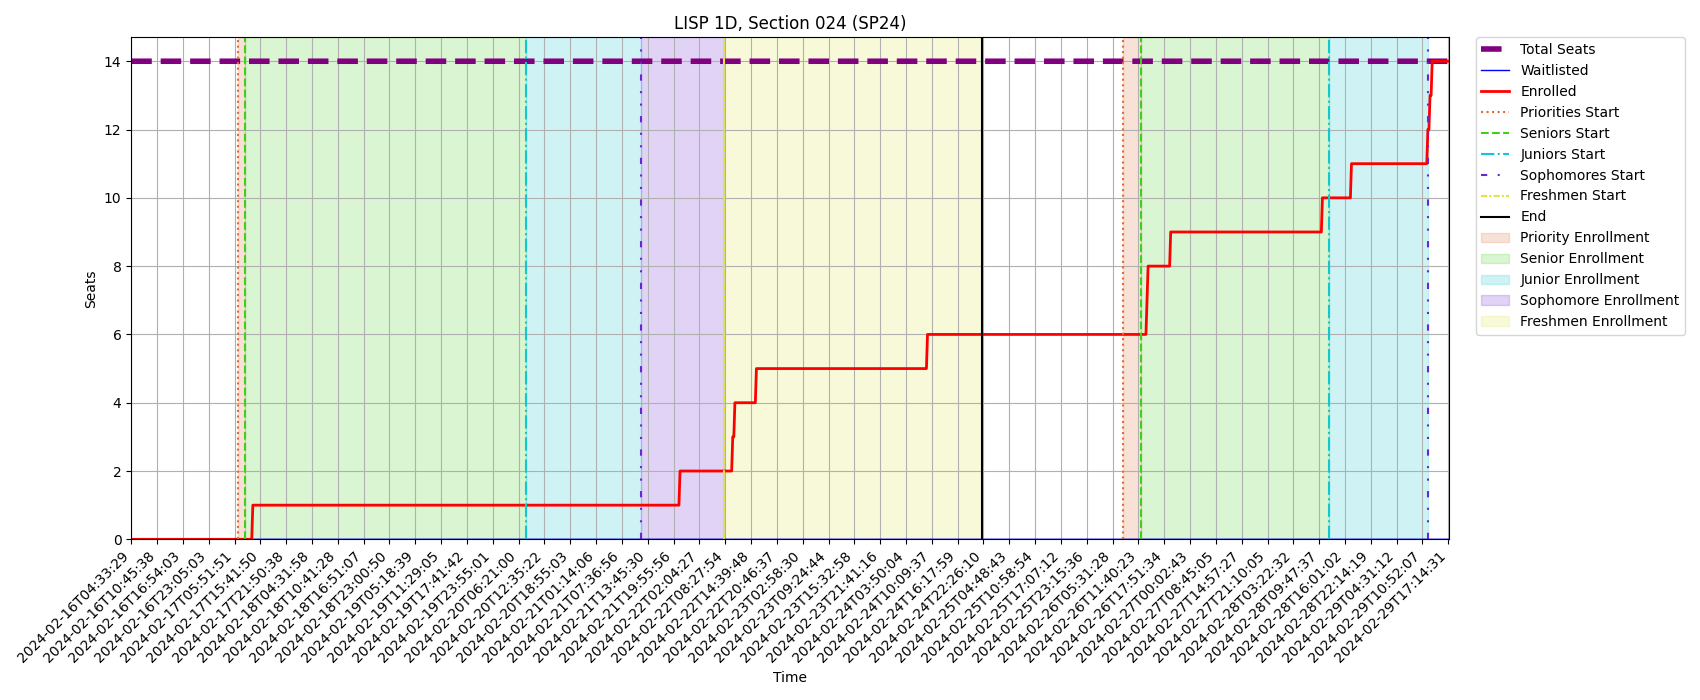 LISP 1D, Section 024 (SP24)
Seats
14
12
10
8
6
4
2
0
2024-02-16T04:33:29
2024-02-16T10:45:38
2024-02-16T16:54:03
2024-02-16T23:05:03
2024-02-17T05:51:51
2024-02-17T15:41:50
2024-02-17T21:50:38
2024-02-18T04:31:58
2024-02-18T10:41:28
2024-02-18T16:51:07
2024-02-18T23:00:50
2024-02-19T05:18:39
2024-02-19T11:29:05
2024-02-19T17:41:42
2024-02-19T23:55:01
2024-02-20T06:21:00
2024-02-20T12:35:22
2024-02-20T18:55:03
2024-02-21T01:14:06
2024-02-21T07:36:56
2024-02-21T13:45:30
2024-02-21T19:55:56
2024-02-22T02:04:27
2024-02-22T08:27:54
2024-02-22T14:39:48
2024-02-22T20:46:37
2024-02-23T02:58:30
2024-02-23T09:24:44
2024-02-23T15:32:58
2024-02-23T21:41:16
2024-02-24T03:50:04
2024-02-24T10:09:37
2024-02-24T16:17:59
2024-02-24T22:26:10
2024-02-25T04:48:43
2024-02-25T10:58:54
2024-02-25T17:07:12
2024-02-25T23:15:36
2024-02-26T05:31:28
2024-02-26T11:40:23
2024-02-26T17:51:34
2024-02-27T00:02:43
2024-02-27T08:45:05
2024-02-27T14:57:27
2024-02-27T21:10:05
2024-02-28T03:22:32
2024-02-28T09:47:37
2024-02-28T16:01:02
2024-02-28T22:14:19
2024-02-29T04:31:12
2024-02-29T10:52:07
2024-02-29T17:14:31
Time
Total Seats
Waitlisted
Enrolled
Priorities Start
Seniors Start
Juniors Start
Sophomores Start
Freshmen Start
End
Priority Enrollment
Senior Enrollment
Junior Enrollment
Sophomore Enrollment
Freshmen Enrollment